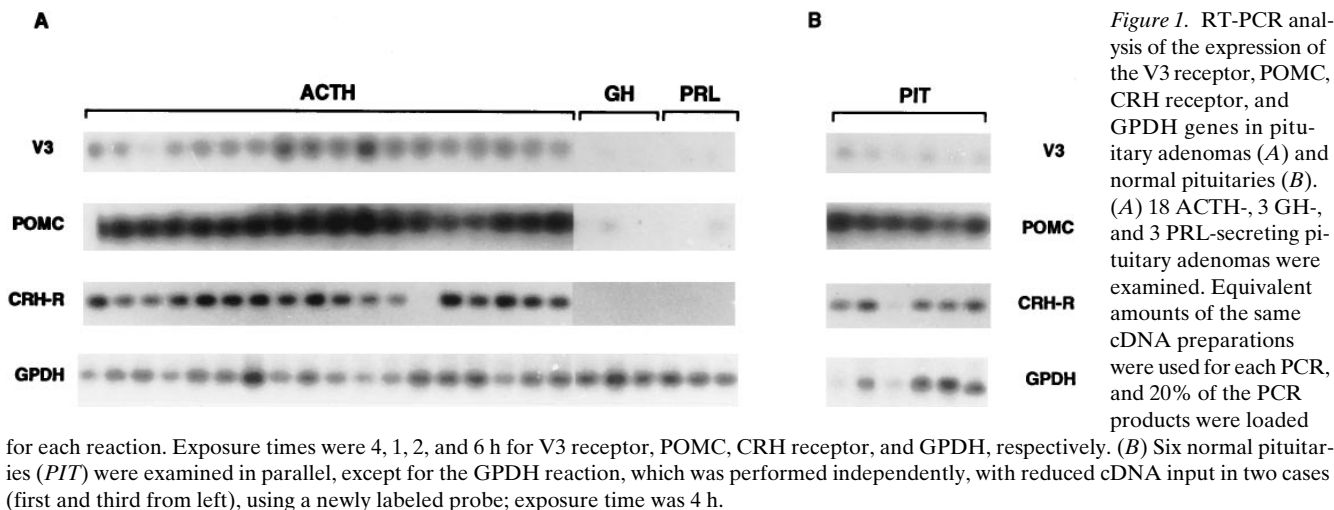 A
B
ACTH
GH
PRL
PIT
V3
V3
POMC
POMC
CRH-R
CRH-R
GPDH
GPDH
Figure 1. RT-PCR anal-
ysis of the expression of
the V3 receptor, POMC,
CRH receptor, and
GPDH genes in pitu-
itary adenomas (A) and
normal pituitaries (B).
(A) 18 ACTH-, 3 GH-,
and 3 PRL-secreting pi-
tuitary adenomas were
examined. Equivalent
amounts of the same
cDNA preparations
were used for each PCR,
and 20% of the PCR
products were loaded
for each reaction. Exposure times were 4, 1, 2, and 6 h for V3 receptor, POMC, CRH receptor, and GPDH, respectively. (B) Six normal pituitar-
ies (PIT) were examined in parallel, except for the GPDH reaction, which was performed independently, with reduced cDNA input in two cases
(first and third from left), using a newly labeled probe; exposure time was 4 h.